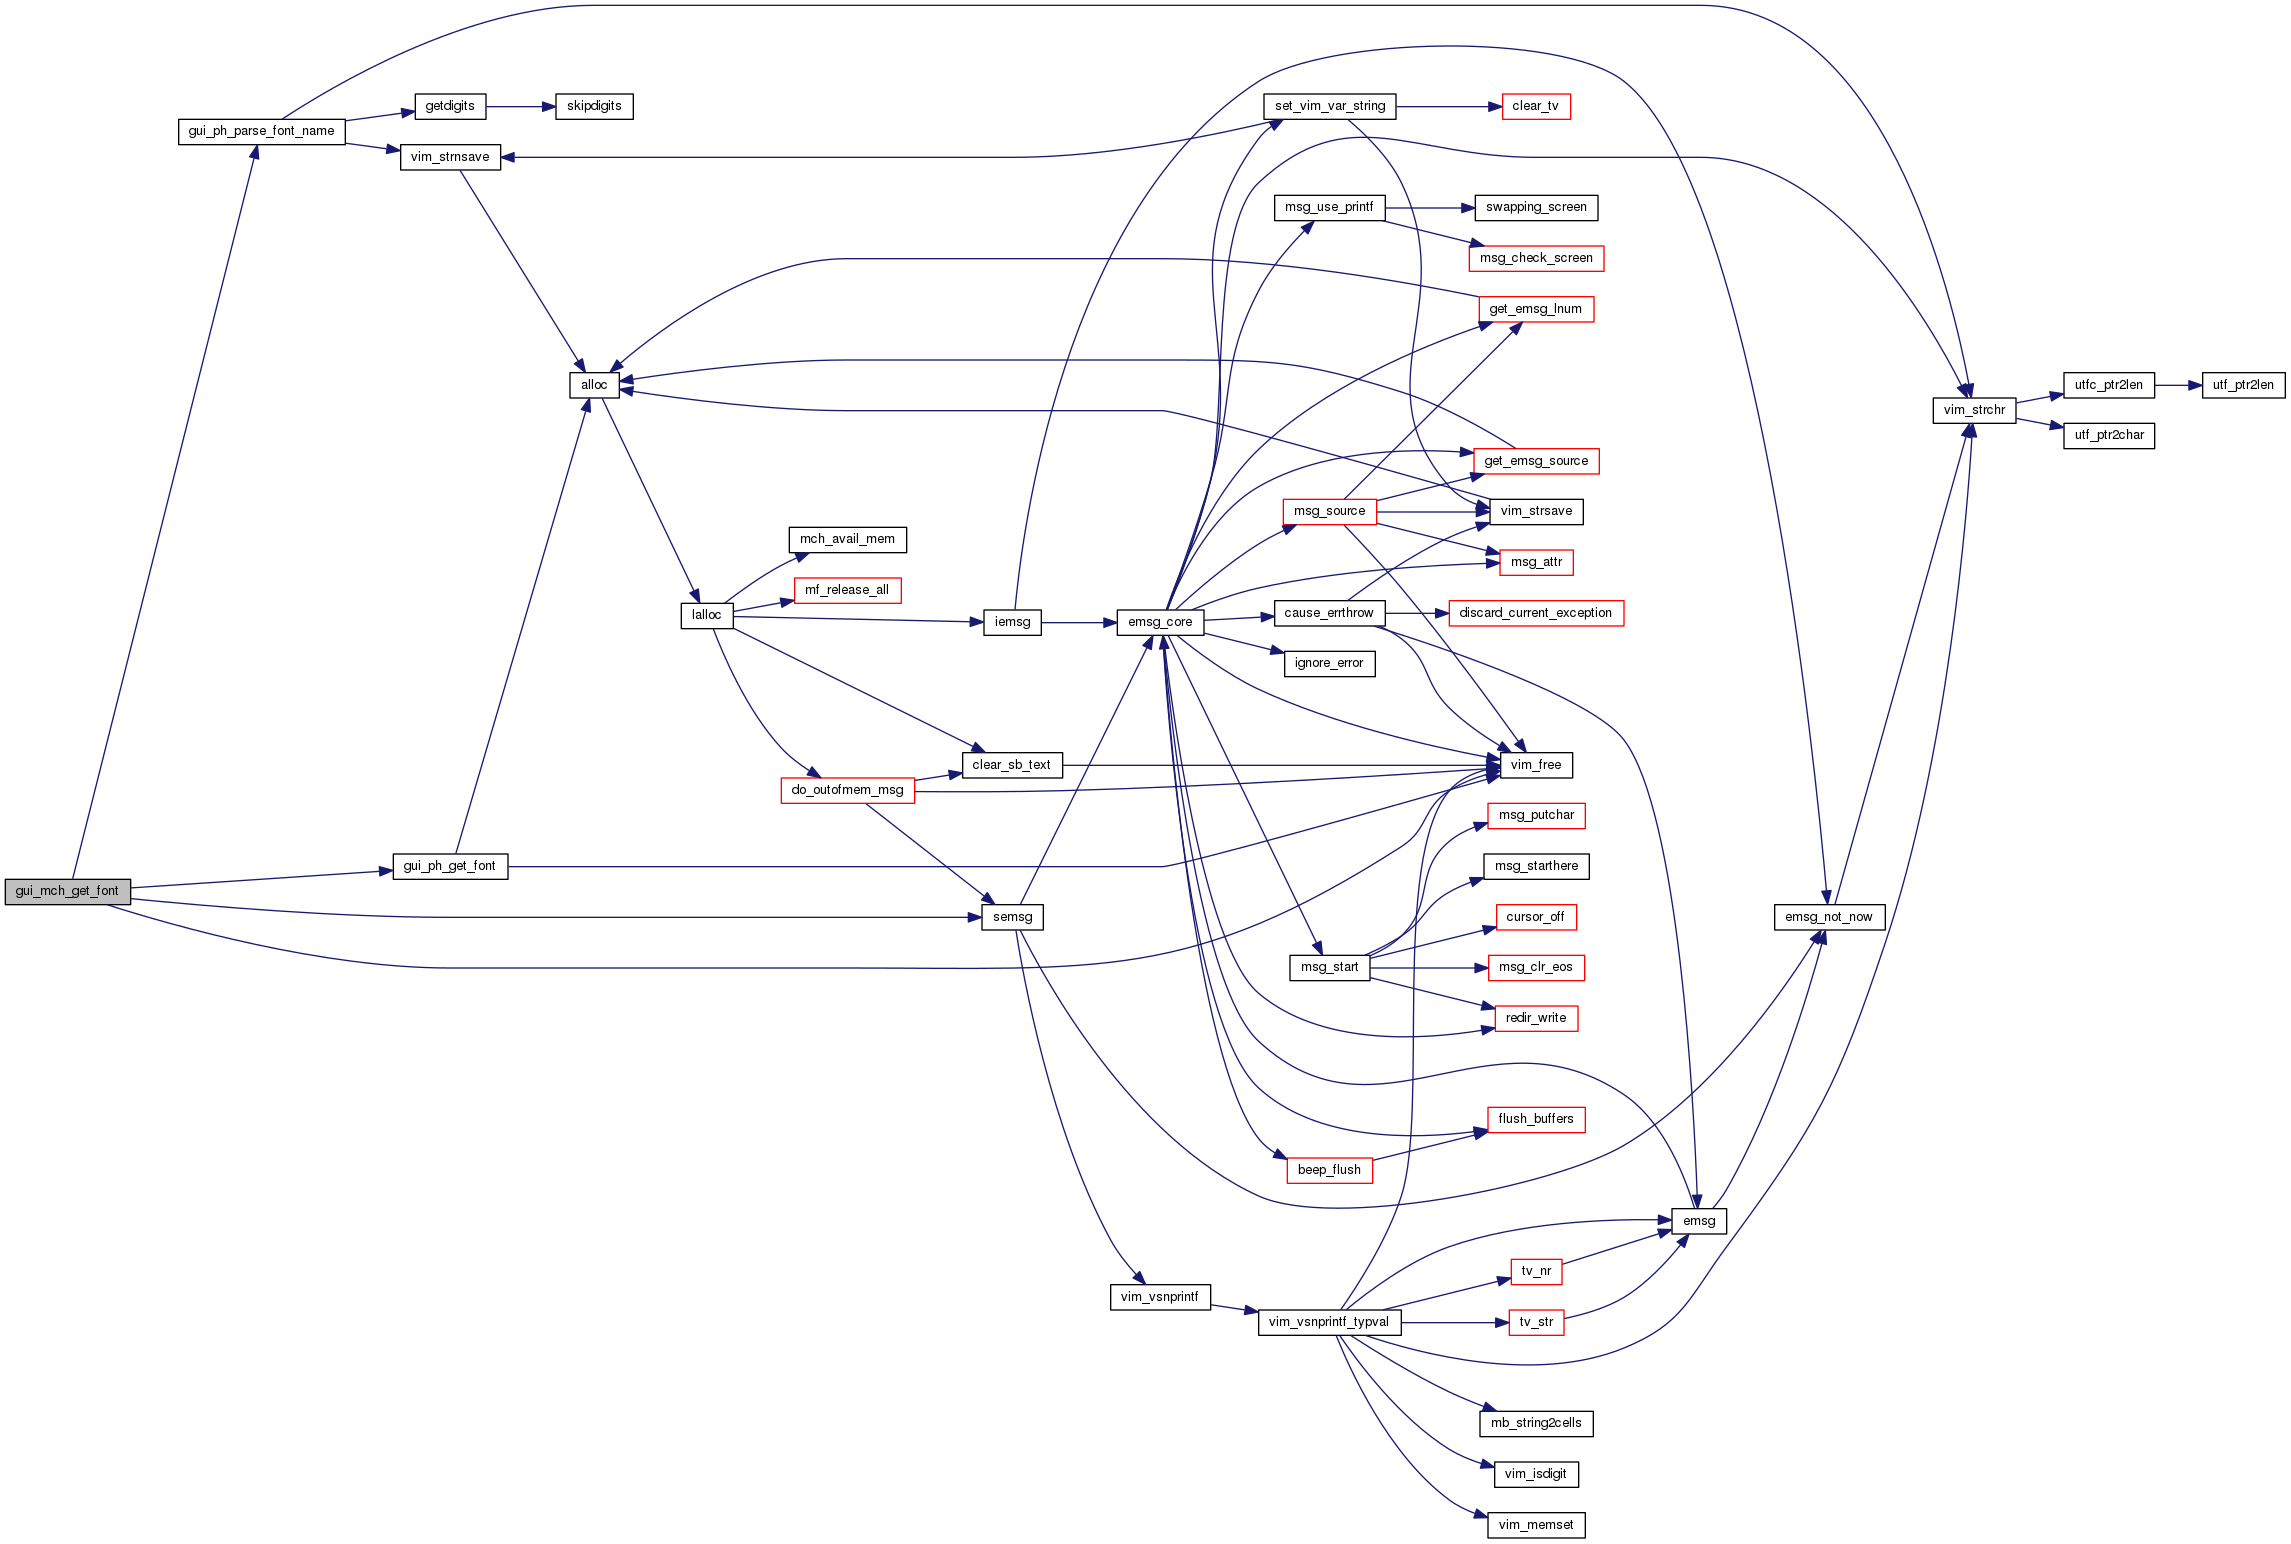 set_vim_var_string
clear_tv
getdigits
skipdigits
gui_ph_parse_font_name
vim_strnsave
msg_use_printf
swapping_screen
msg_check_screen
get_emsg_lnum
alloc
utfc_ptr2len
utf_ptr2len
vim_strchr
utf_ptr2char
get_emsg_source
msg_source
vim_strsave
mch_avail_mem
msg_attr
mf_release_all
lalloc
iemsg
emsg_core
cause_errthrow
discard_current_exception
ignore_error
clear_sb_text
vim_free
do_outofmem_msg
msg_putchar
gui_ph_get_font
msg_starthere
gui_mch_get_font
semsg
cursor_off
emsg_not_now
msg_start
msg_clr_eos
redir_write
flush_buffers
beep_flush
emsg
tv_nr
vim_vsnprintf
vim_vsnprintf_typval
tv_str
mb_string2cells
vim_isdigit
vim_memset